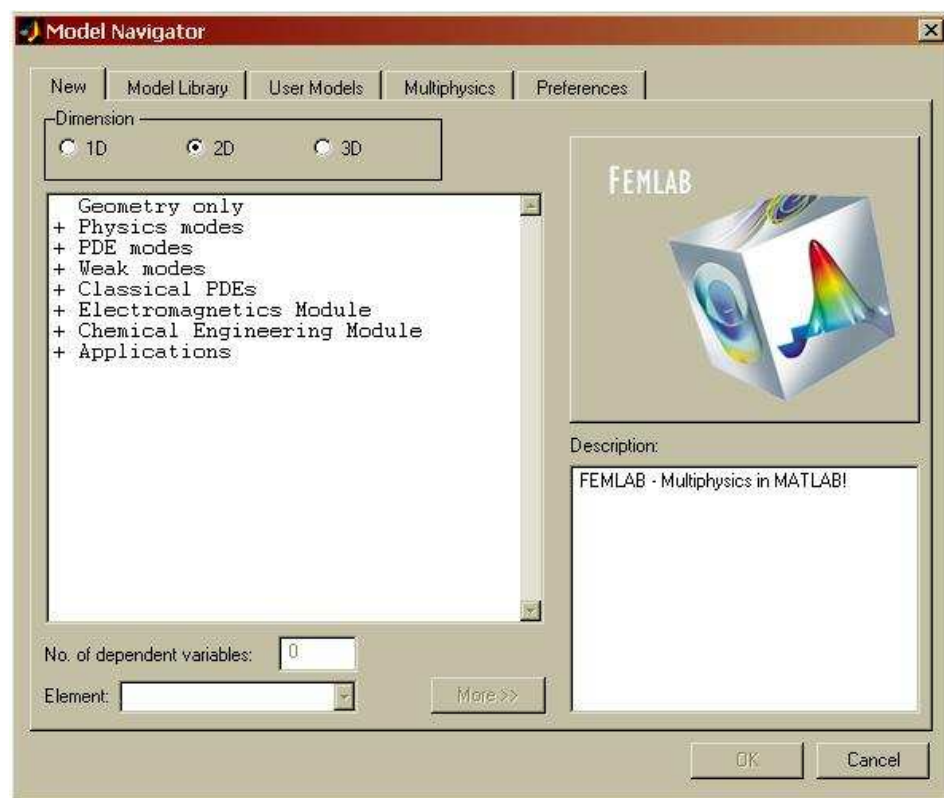 Model Navigator
New Model Library User Models Multiphysics Preferences
Dimension
1D 2D 3D
FEMLAB
Geometry only
+ Physics modes
+ PDE modes
+ Weak modes
+ Classical PDEs
+ Electromagnetics Module
+ Chemical Engineering Module
+ Applications
Description:
FEMLAB - Multiphysics in MATLAB!
No. of dependent variables: 0
Element:
More >>
OK Cancel